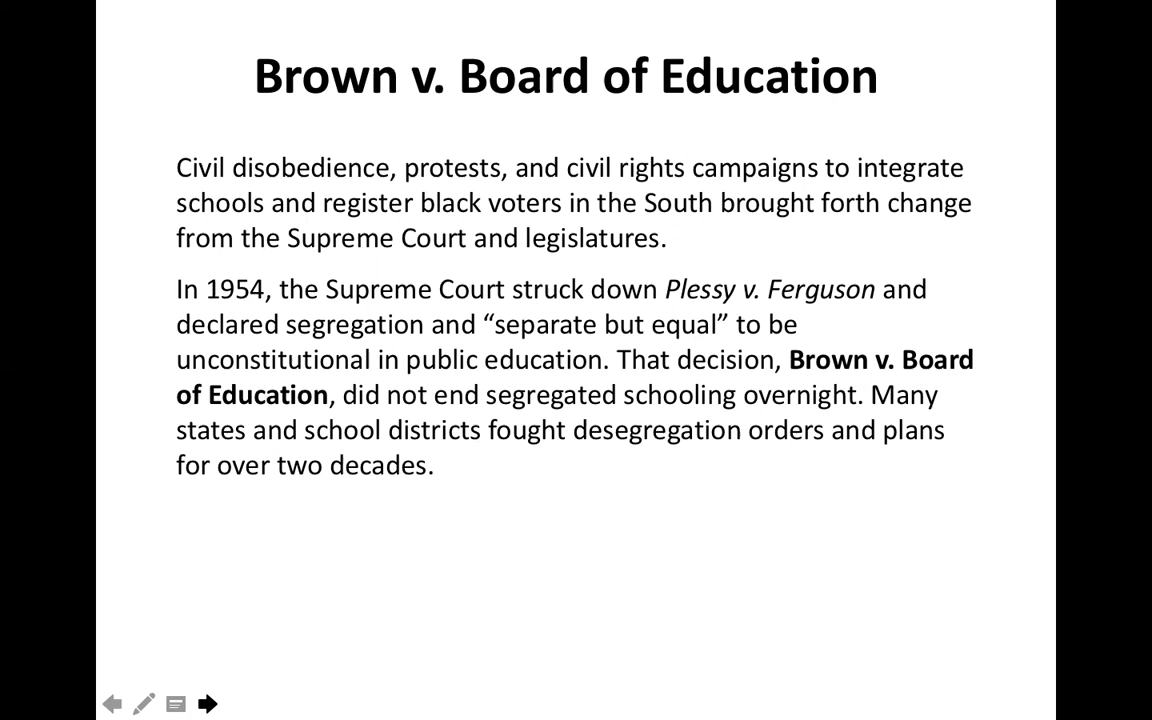 Brown v. Board of Education
Civil disobedience, protests, and civil rights campaigns to integrate
schools and register black voters in the South brought forth change
from the Supreme Court and legislatures.
In 1954, the Supreme Court struck down Plessy v. Ferguson and
declared segregation and “separate but equal” to be
unconstitutional in public education. That decision, Brown v. Board
of Education, did not end segregated schooling overnight. Many
states and school districts fought desegregation orders and plans
for over two decades.